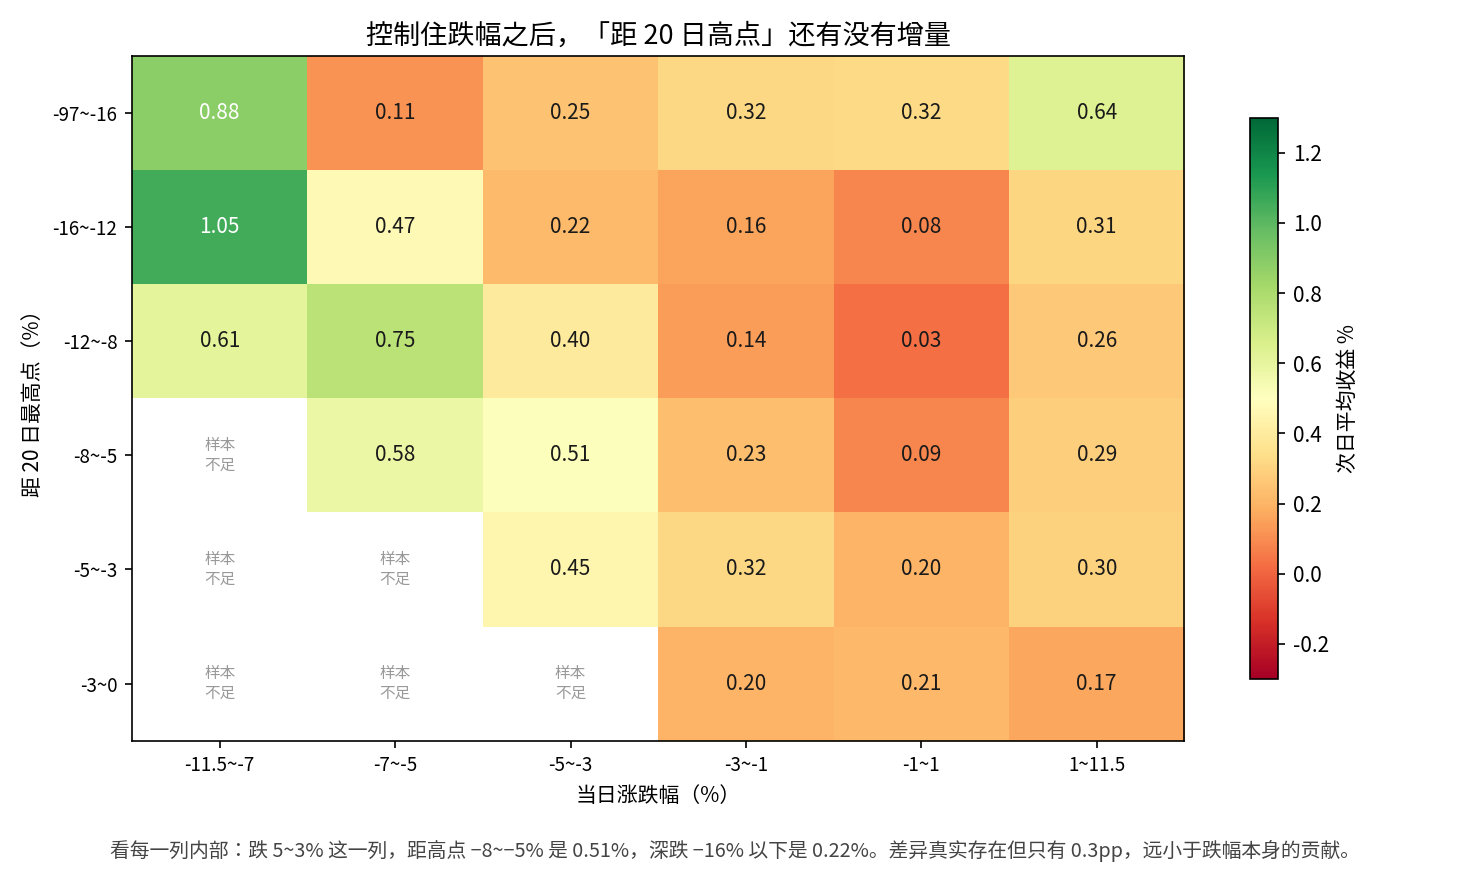 控制住跌幅之后，「距 20 日高点」还有没有增量
距 20 日最高点（%）
-97~-16
0.88 0.11 0.25 0.32 0.32 0.64
-16~-12
1.05 0.47 0.22 0.16 0.08 0.31
-12~-8
0.61 0.75 0.40 0.14 0.03 0.26
-8~-5
样本
不足
0.58 0.51 0.23 0.09 0.29
-5~-3
样本
不足
样本
不足
0.45 0.32 0.20 0.30
-3~0
样本
不足
样本
不足
样本
不足
0.20 0.21 0.17
-11.5~-7 -7~-5 -5~-3 -3~-1 -1~1 1~11.5
当日涨跌幅（%）
1.2
1.0
0.8
0.6
0.4
0.2
0.0
-0.2
次日平均收益 %
看每一列内部：跌 5~3% 这一列，距高点 −8~−5% 是 0.51%，深跌 −16% 以下是 0.22%。差异真实存在但只有 0.3pp，远小于跌幅本身的贡献。